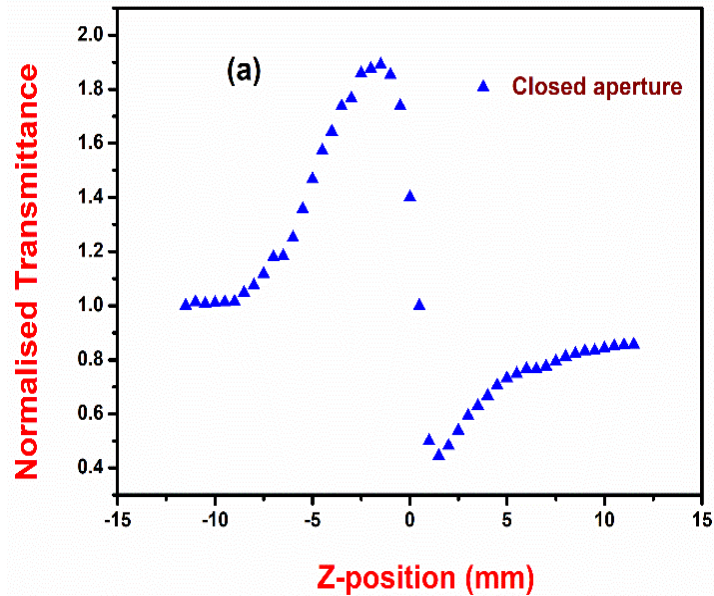 (a)
Closed aperture
Normalised Transmittance
2.0
1.8
1.6
1.4
1.2
1.0
0.8
0.6
0.4
-15 -10 -5 0 5 10 15
Z-position (mm)